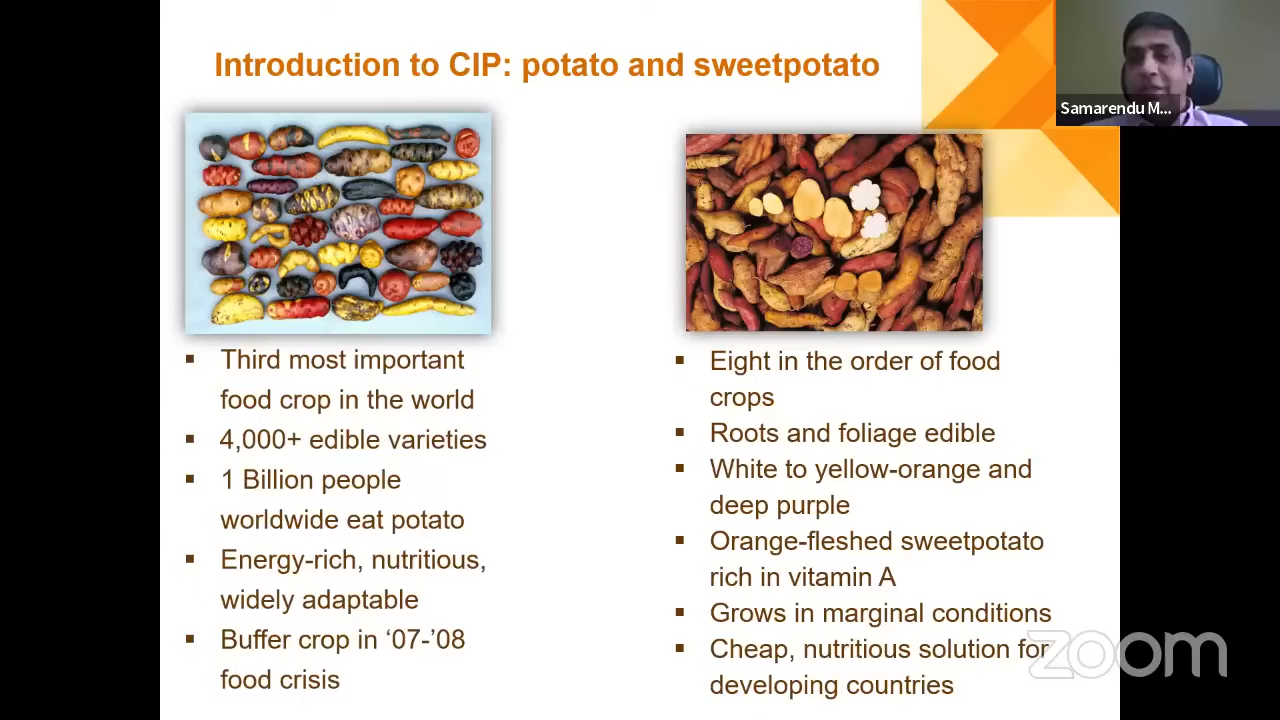 Introduction to CIP: potato and sweetpotato
Samarendu M...
▪ Third most important
food crop in the world
▪ 4,000+ edible varieties
▪ 1 Billion people
worldwide eat potato
▪ Energy-rich, nutritious,
widely adaptable
▪ Buffer crop in ‘07-’08
food crisis
▪ Eight in the order of food
crops
▪ Roots and foliage edible
▪ White to yellow-orange and
deep purple
▪ Orange-fleshed sweetpotato
rich in vitamin A
▪ Grows in marginal conditions
▪ Cheap, nutritious solution for
developing countries
zoom